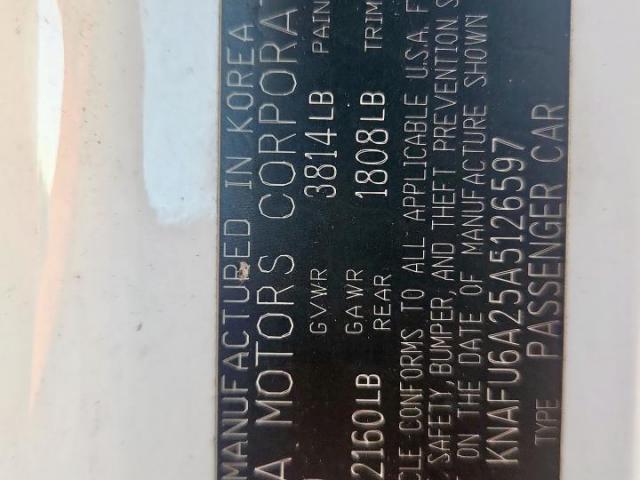 MANUFACTURED IN KOREA
A MOTORS CORPORAT
GVWR 3814LB PAIN
2160LB GAWR REAR 1808LB TRIM
CLE CONFORMS TO ALL APPLICABLE U.S.A. F
SAFETY, BUMPER, AND THEFT PREVENTION S
ON THE DATE OF MANUFACTURE SHOWN
KNAFU6A25A5126597
TYPE PASSENGER CAR